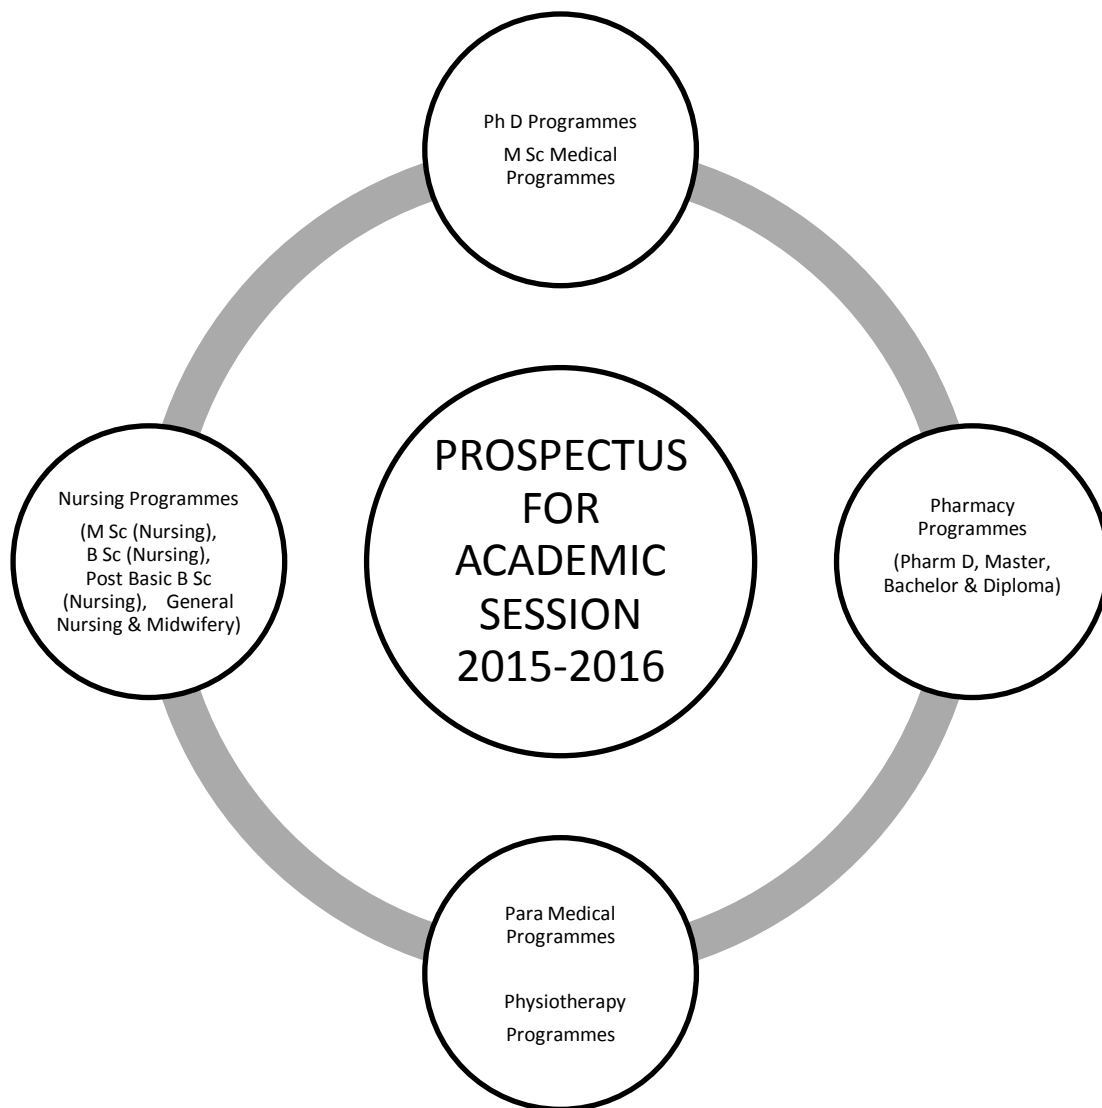 Ph D Programmes
M Sc Medical
Programmes
Nursing Programmes
(M Sc (Nursing),
B Sc (Nursing),
Post Basic B Sc
(Nursing), General
Nursing & Midwifery)
PROSPECTUS
FOR
ACADEMIC
SESSION
2015-2016
Pharmacy
Programmes
(Pharm D, Master,
Bachelor & Diploma)
Para Medical
Programmes
Physiotherapy
Programmes